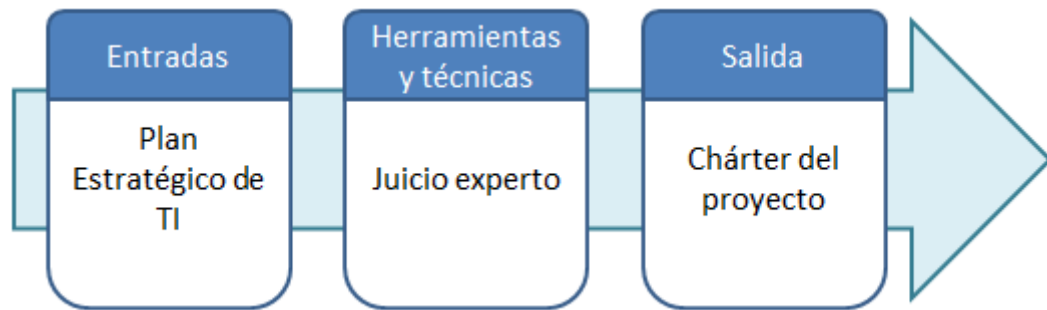 Entradas
Plan
Estratégico de
TI
Herramientas
y técnicas
Juicio experto
Salida
Chárter del
proyecto